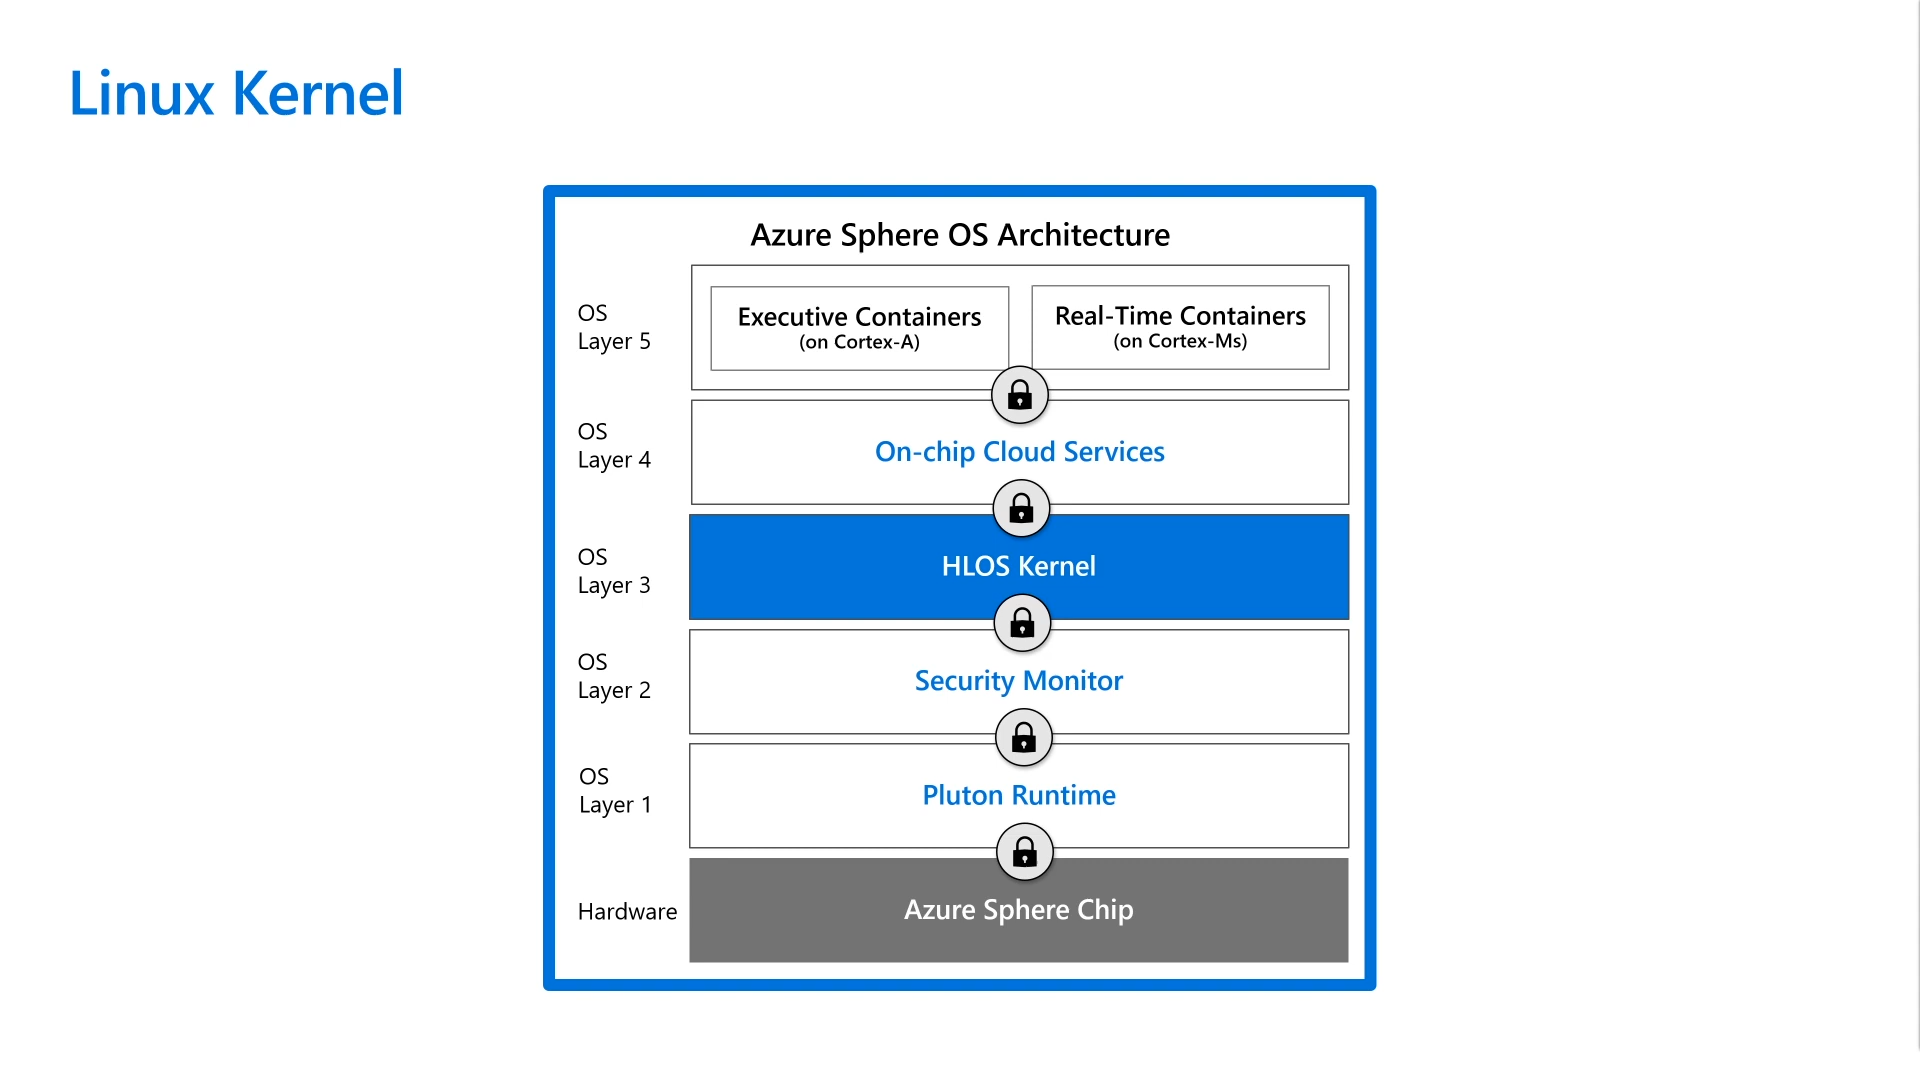 Linux Kernel
Azure Sphere OS Architecture
OS
Layer 5
Executive Containers
(on Cortex-A)
Real-Time Containers
(on Cortex-Ms)
OS
Layer 4
On-chip Cloud Services
OS
Layer 3
HLOS Kernel
OS
Layer 2
Security Monitor
OS
Layer 1
Pluton Runtime
Hardware
Azure Sphere Chip